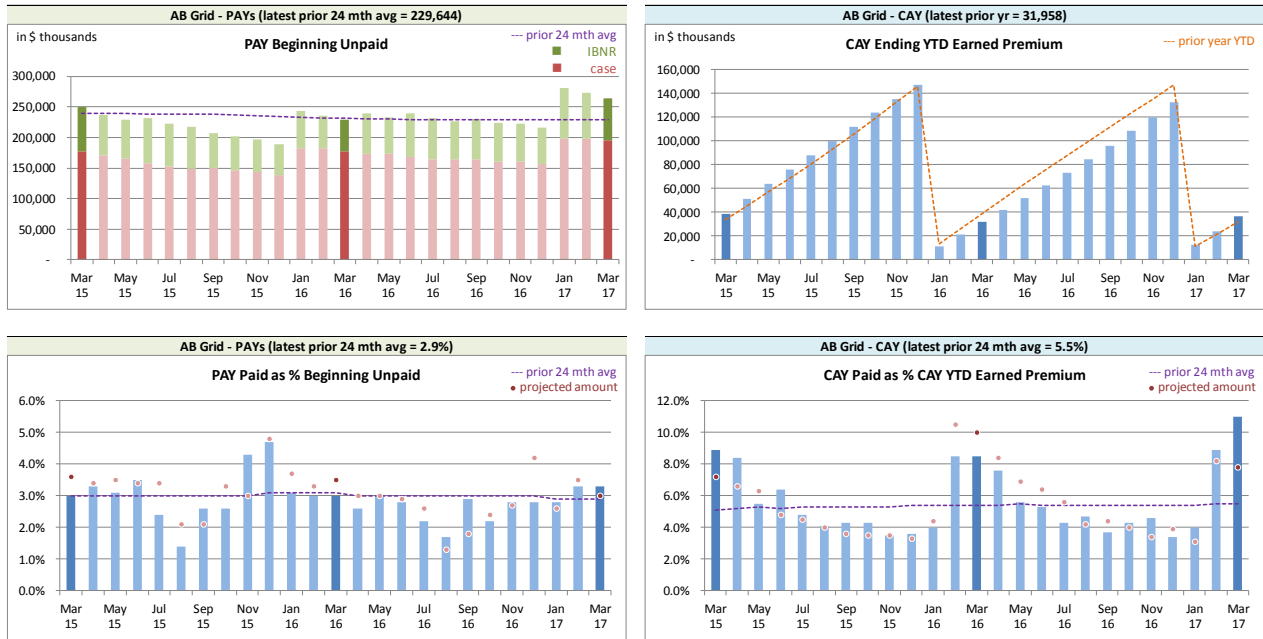 AB Grid - PAYs (latest prior 24 mth avg = 229,644)
in $ thousands
PAY Beginning Unpaid
--- prior 24 mth avg
IBNR
case
300,000
250,000
200,000
150,000
100,000
50,000
-
Mar May Jul Sep Nov Jan Mar May Jul Sep Nov Jan Mar
15 15 15 15 15 16 16 16 16 16 16 17 17
AB Grid - CAY (latest prior yr = 31,958)
in $ thousands
CAY Ending YTD Earned Premium
--- prior year YTD
160,000
140,000
120,000
100,000
80,000
60,000
40,000
20,000
-
Mar May Jul Sep Nov Jan Mar May Jul Sep Nov Jan Mar
15 15 15 15 15 16 16 16 16 16 16 17 17
AB Grid - PAYs (latest prior 24 mth avg = 2.9%)
PAY Paid as % Beginning Unpaid
--- prior 24 mth avg
projected amount
6.0%
5.0%
4.0%
3.0%
2.0%
1.0%
0.0%
Mar May Jul Sep Nov Jan Mar May Jul Sep Nov Jan Mar
15 15 15 15 15 16 16 16 16 16 16 17 17
AB Grid - CAY (latest prior 24 mth avg = 5.5%)
CAY Paid as % CAY YTD Earned Premium
--- prior 24 mth avg
projected amount
12.0%
10.0%
8.0%
6.0%
4.0%
2.0%
0.0%
Mar May Jul Sep Nov Jan Mar May Jul Sep Nov Jan Mar
15 15 15 15 15 16 16 16 16 16 16 17 17